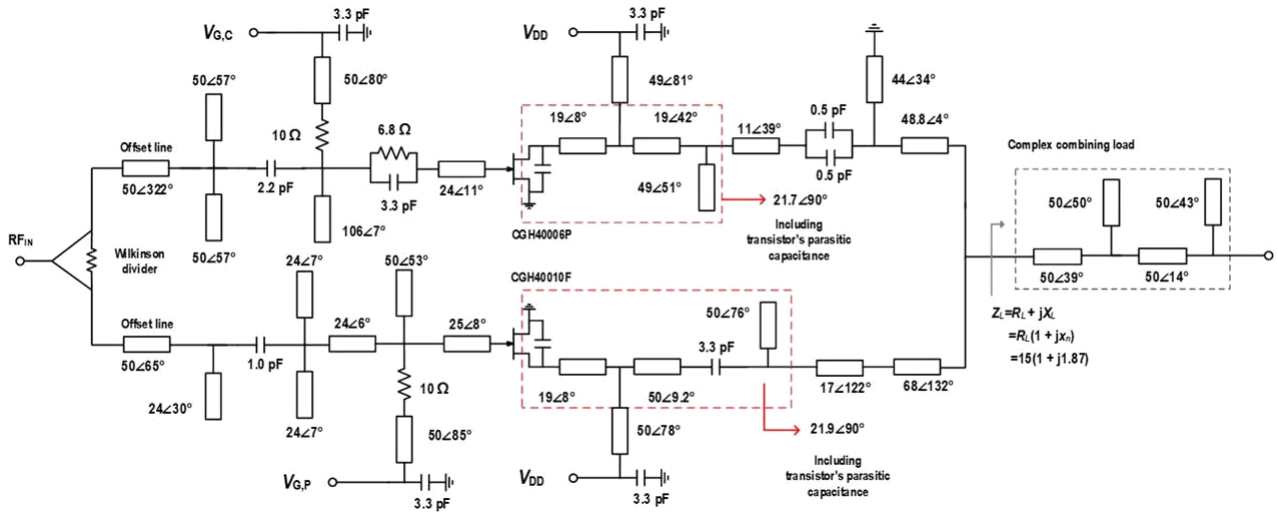 3.3 pF
V_G,C
50∠80°
50∠57°
10 Ω
6.8 Ω
Offset line
50∠322°
2.2 pF
3.3 pF
24∠11°
50∠57°
106∠7°
CGH40006P
3.3 pF
V_DD
49∠81°
19∠8°
19∠42°
49∠51°
21.7∠90°
Including
transistor's parasitic
capacitance
11∠39°
0.5 pF
0.5 pF
44∠34°
48.8∠4°
RF_IN
Wilkinson
divider
Offset line
50∠65°
24∠30°
1.0 pF
24∠7°
24∠7°
24∠6°
50∠53°
10 Ω
50∠85°
V_G,P
3.3 pF
25∠8°
CGH40010F
19∠8°
50∠9.2°
3.3 pF
50∠76°
50∠78°
V_DD
3.3 pF
21.9∠90°
Including
transistor's parasitic
capacitance
17∠122°
68∠132°
Complex combining load
50∠50°
50∠43°
50∠39°
50∠14°
Z_L=R_L + jX_L
=R_L(1 + jx_n)
=15(1 + j1.87)